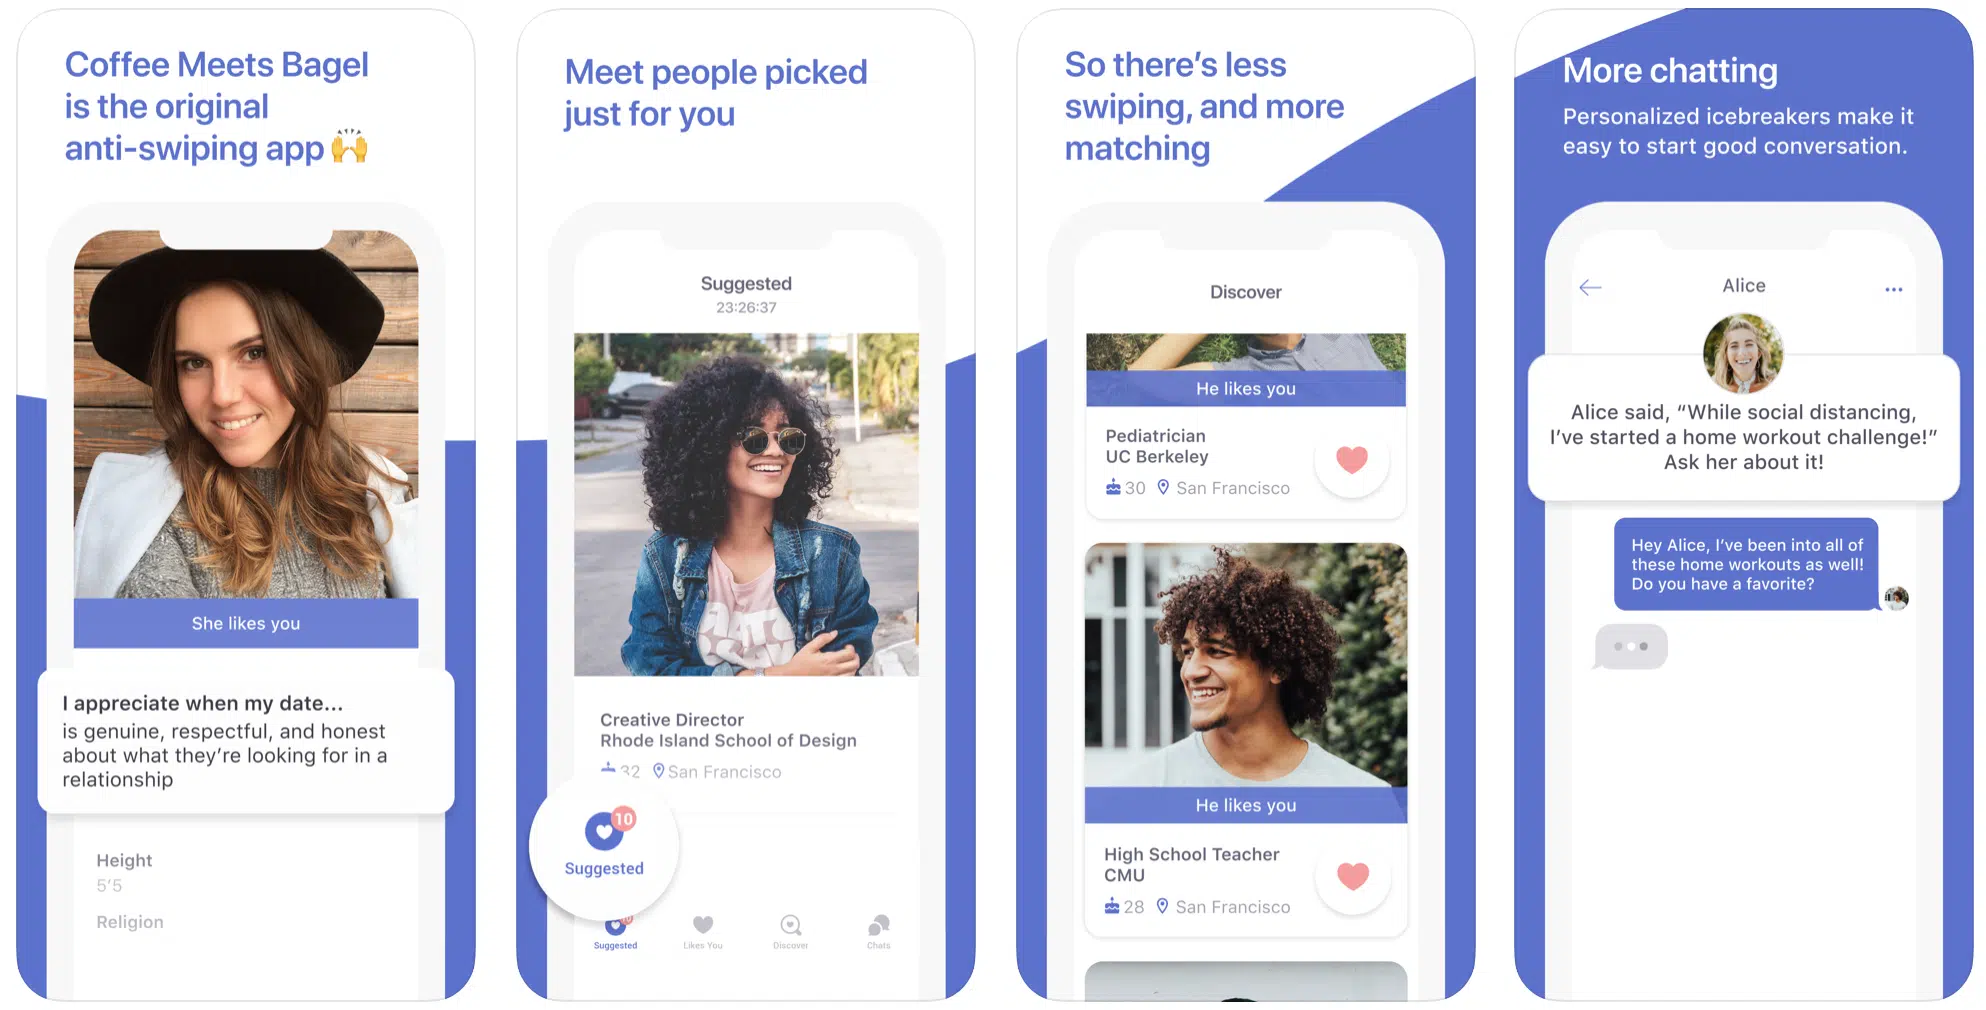 Coffee Meets Bagel
is the original
anti-swiping app 🙌
She likes you
I appreciate when my date...
is genuine, respectful, and honest
about what they're looking for in a
relationship
Height
5'5
Religion
Meet people picked
just for you
Suggested
23:26:37
Creative Director
Rhode Island School of Design
32 San Francisco
10
Suggested
10
Suggested
Likes You
Discover
Chats
So there's less
swiping, and more
matching
Discover
He likes you
Pediatrician
UC Berkeley
30 San Francisco
He likes you
High School Teacher
CMU
28 San Francisco
More chatting
Personalized icebreakers make it
easy to start good conversation.
Alice
Alice said, “While social distancing,
I've started a home workout challenge!”
Ask her about it!
Hey Alice, I've been into all of
these home workouts as well!
Do you have a favorite?